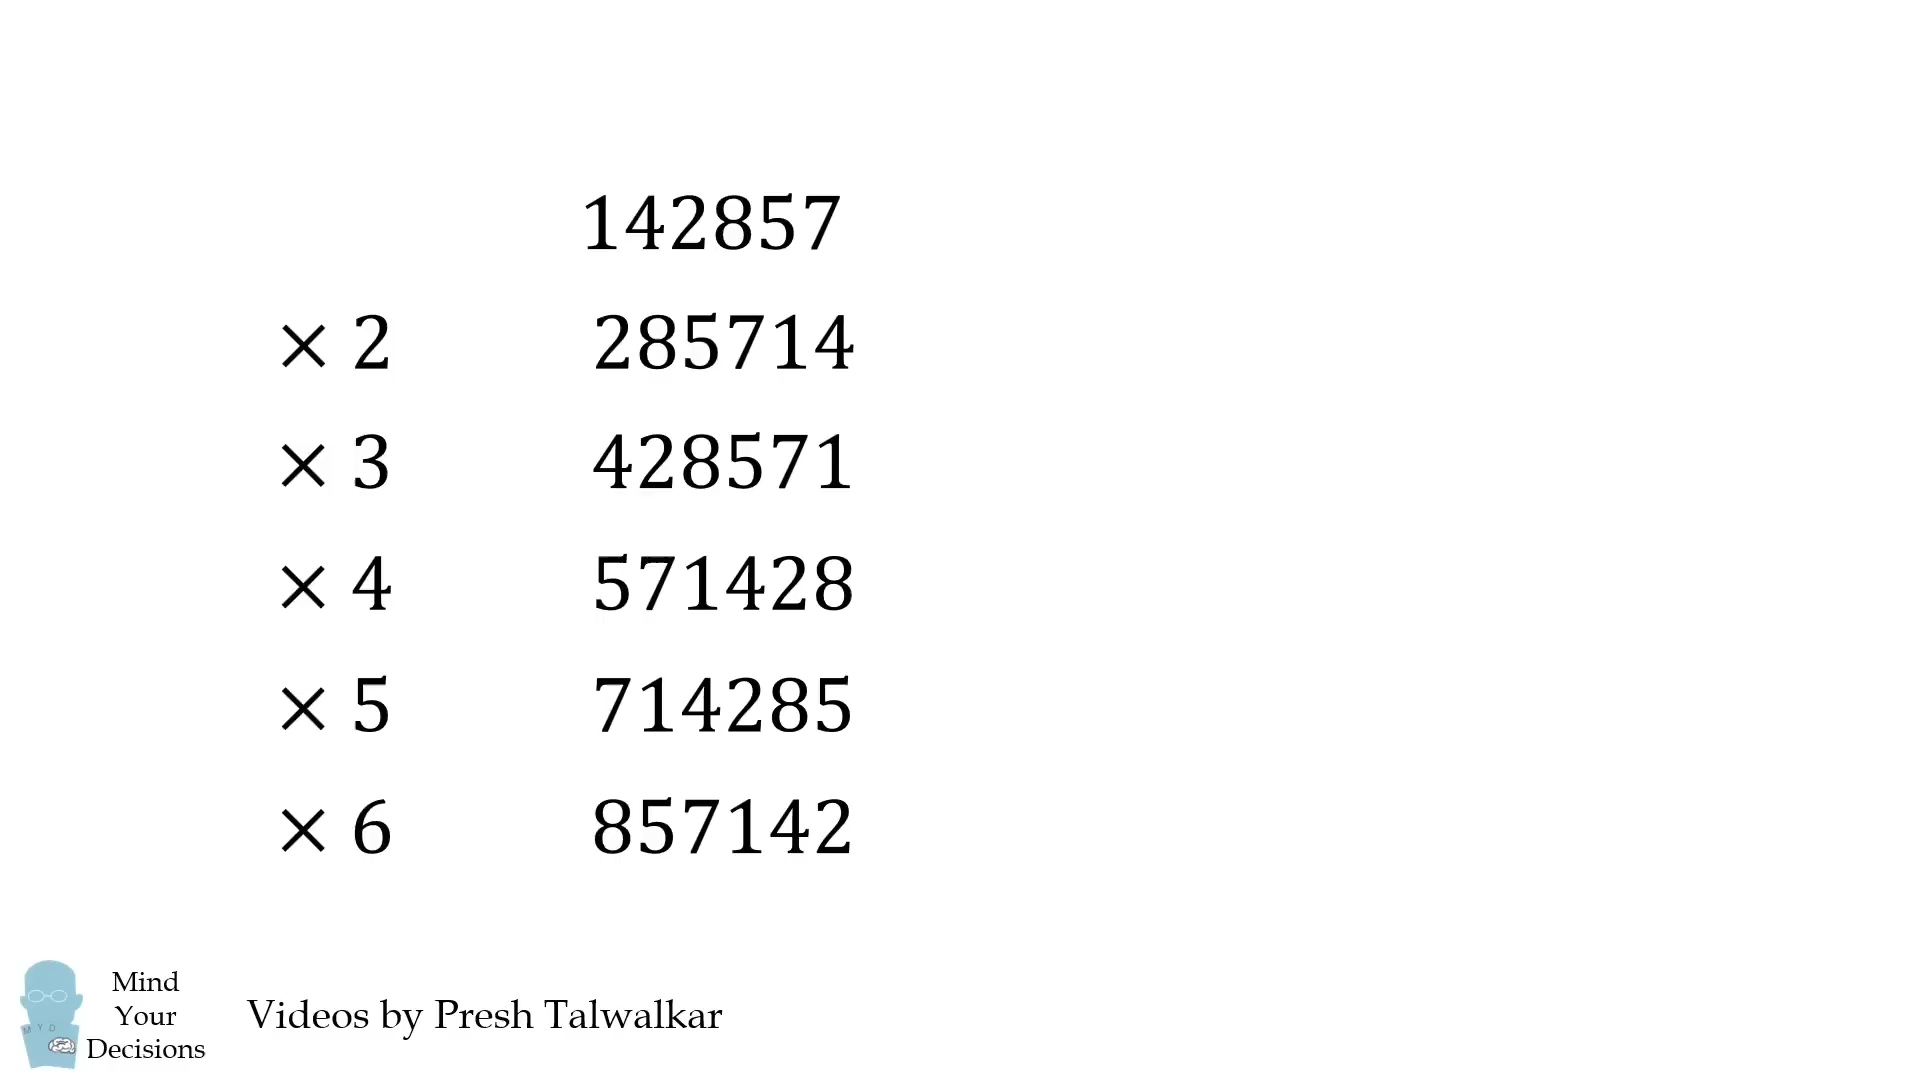 142857
× 2 285714
× 3 428571
× 4 571428
× 5 714285
× 6 857142
Mind
Your
Decisions
M Y D
Videos by Presh Talwalkar